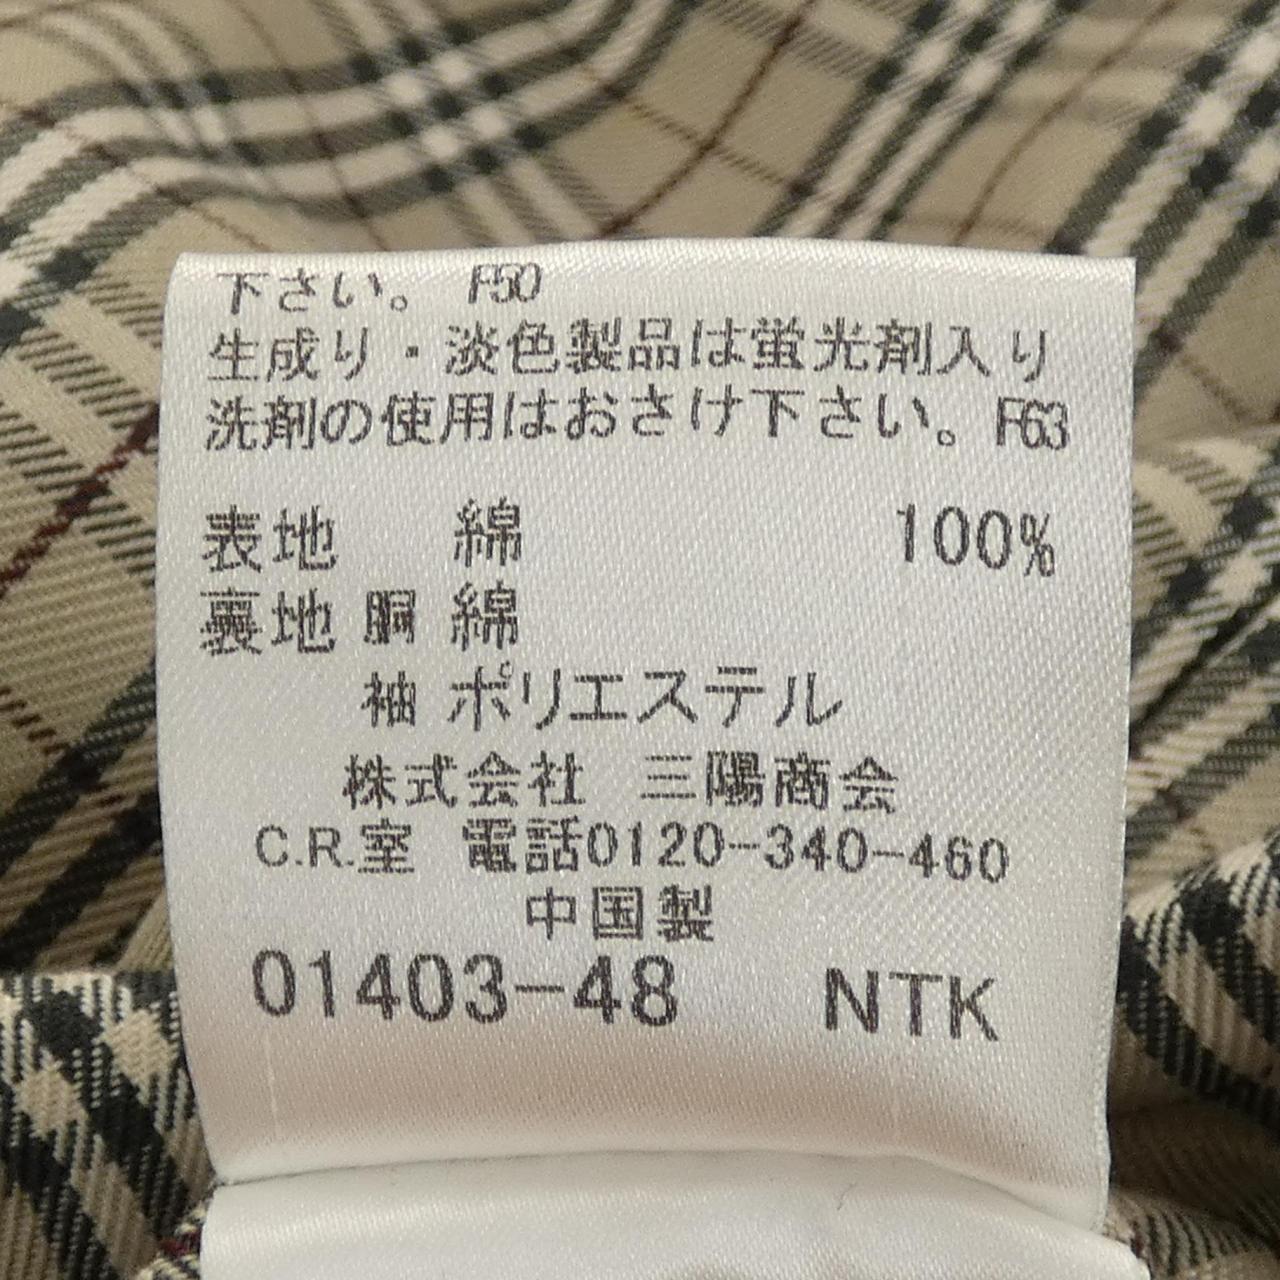 下さい。 F50
生成り・淡色製品は蛍光剤入り
洗剤の使用はおさけ下さい。F63
表地 綿 100%
裏地 胴 綿
袖 ポリエステル
株式会社 三陽商会
C.R.室 電話0120-340-460
中国製
01403-48 NTK